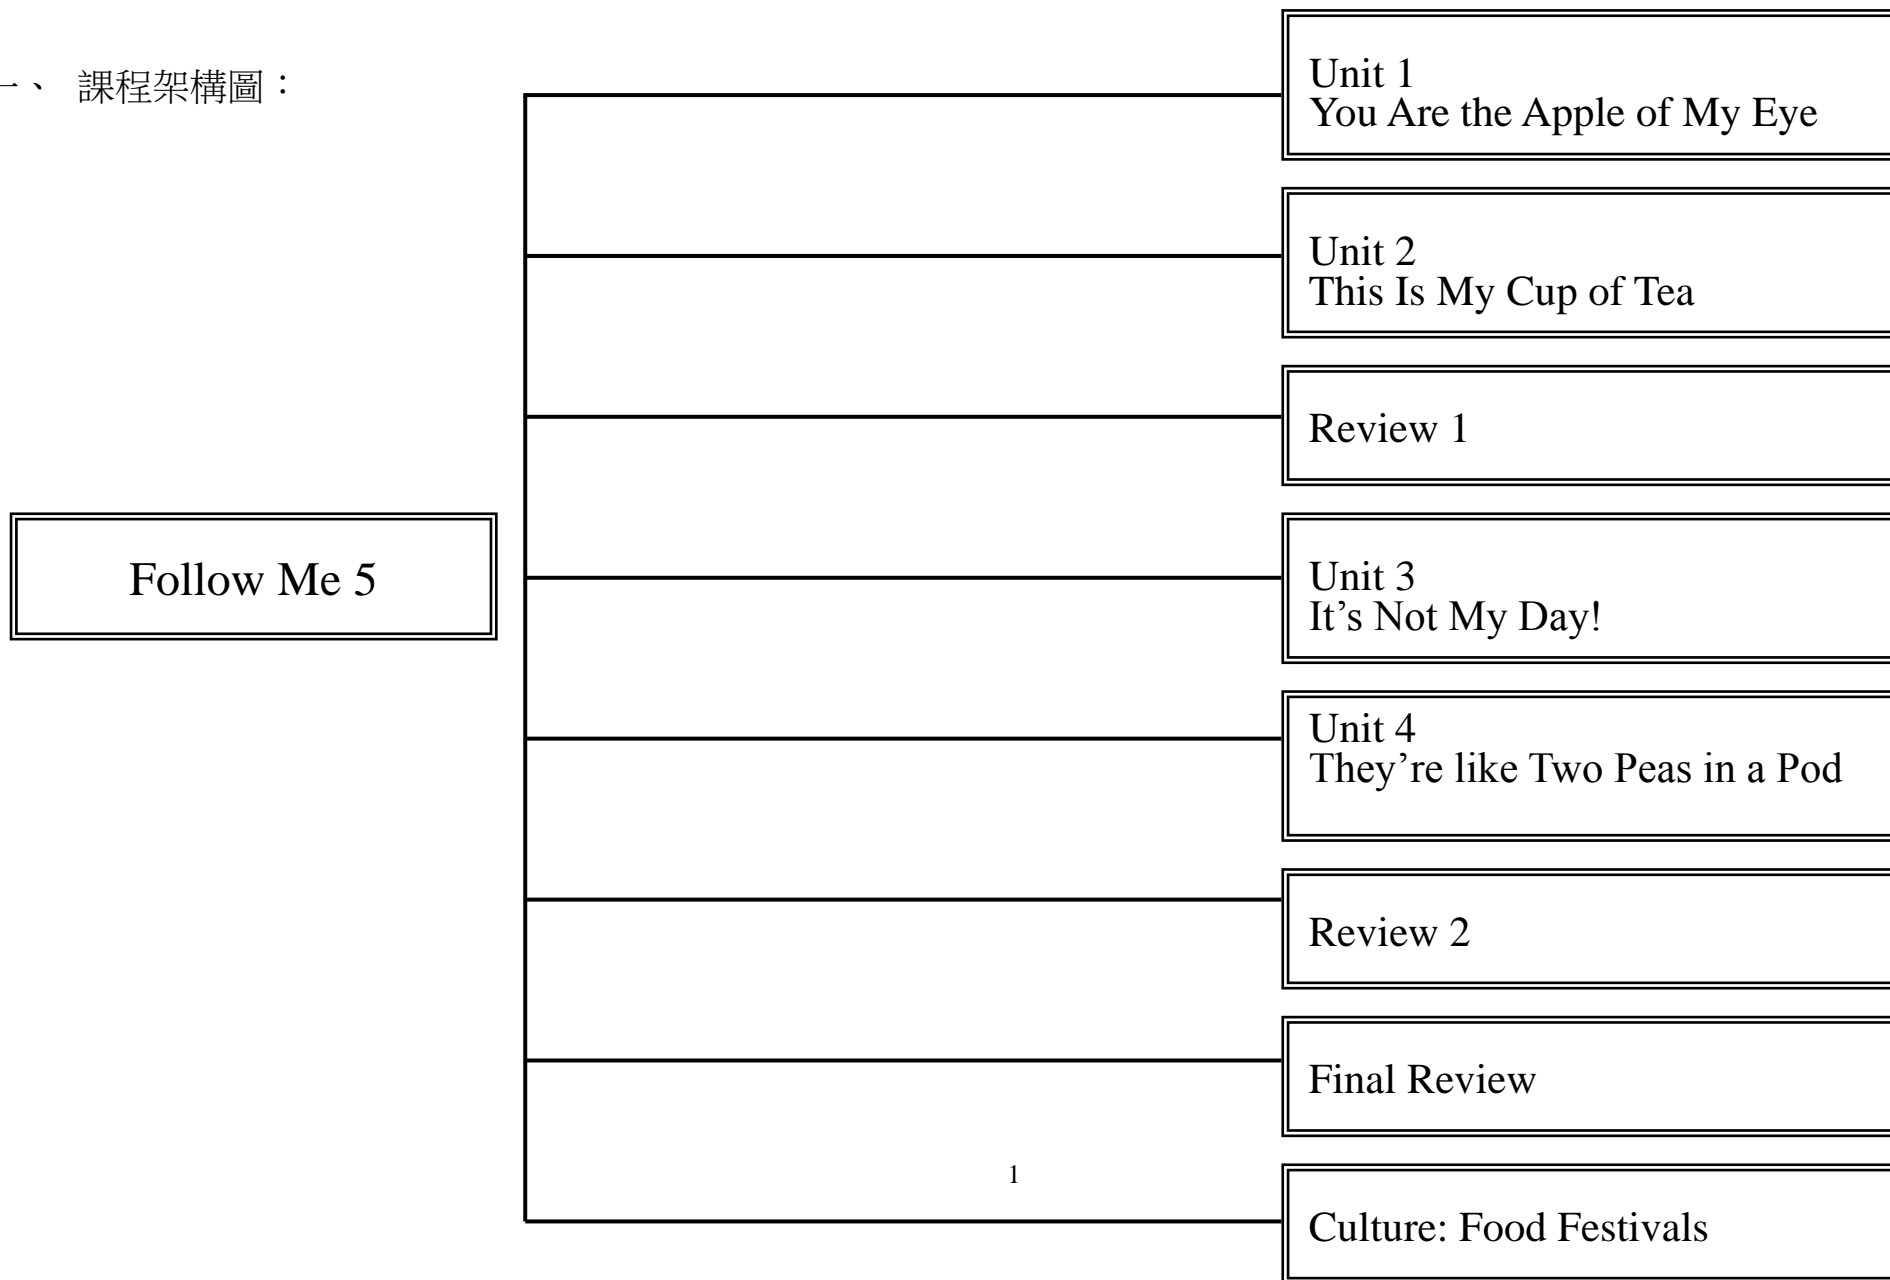 一、 課程架構圖：
Follow Me 5
Unit 1
You Are the Apple of My Eye
Unit 2
This Is My Cup of Tea
Review 1
Unit 3
It’s Not My Day!
Unit 4
They’re like Two Peas in a Pod
Review 2
Final Review
Culture: Food Festivals
1